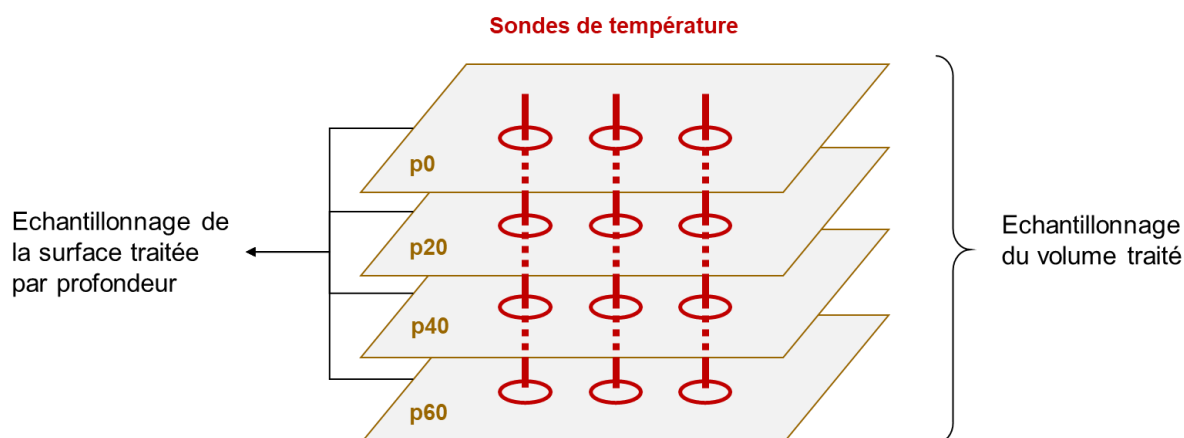 Sondes de température
p0
p20
p40
p60
Echantillonnage de
la surface traitée
par profondeur
Echantillonnage
du volume traité